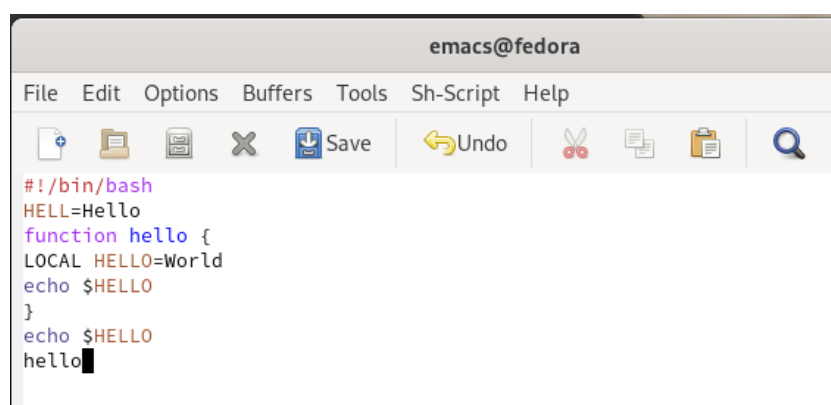 emacs@fedora
File Edit Options Buffers Tools Sh-Script Help
Save Undo
#!/bin/bash
HELL=Hello
function hello {
LOCAL HELLO=World
echo $HELLO
}
echo $HELLO
hello